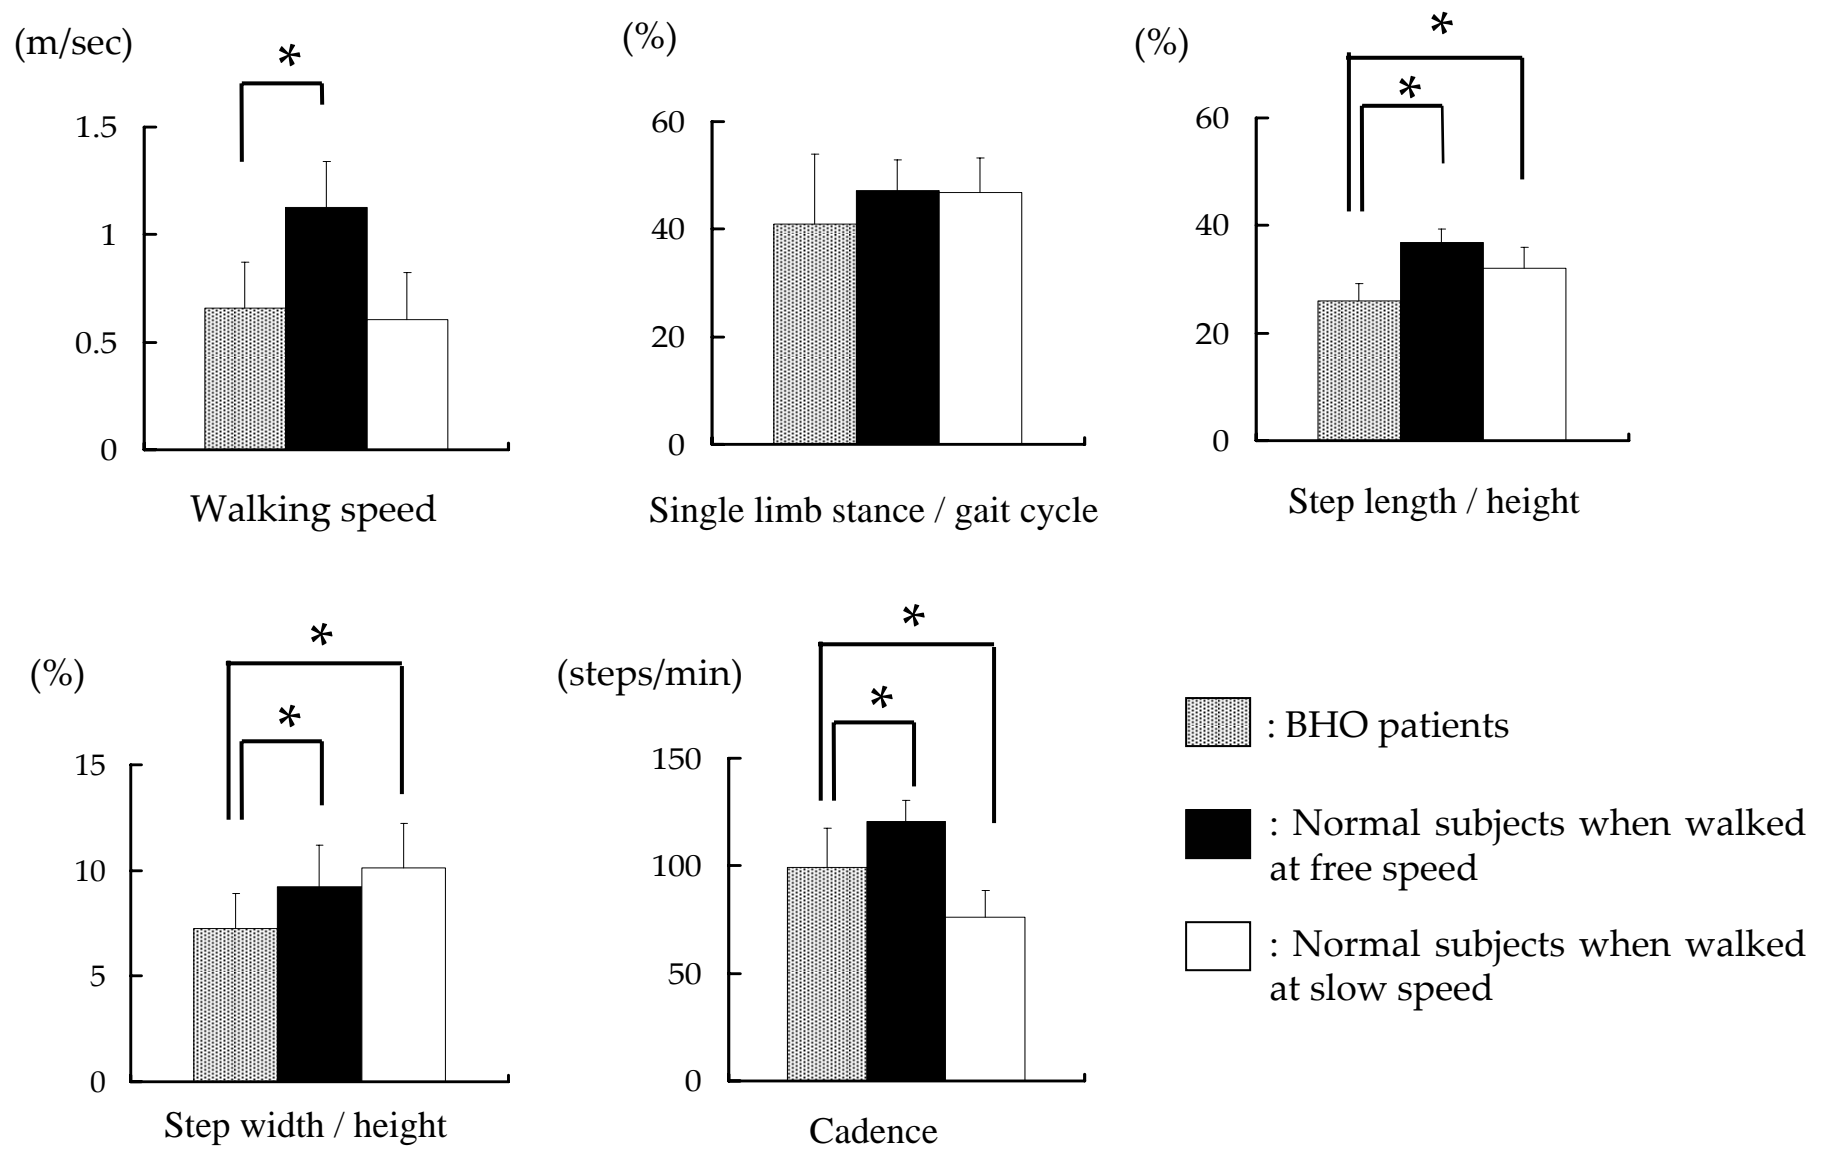 (m/sec)
*
1.5
1
0.5
0
Walking speed
(%)
60
40
20
0
Single limb stance / gait cycle
(%)
*
*
60
40
20
0
Step length / height
(%)
*
*
15
10
5
0
Step width / height
(steps/min)
*
*
150
100
50
0
Cadence
: BHO patients
: Normal subjects when walked
at free speed
: Normal subjects when walked
at slow speed